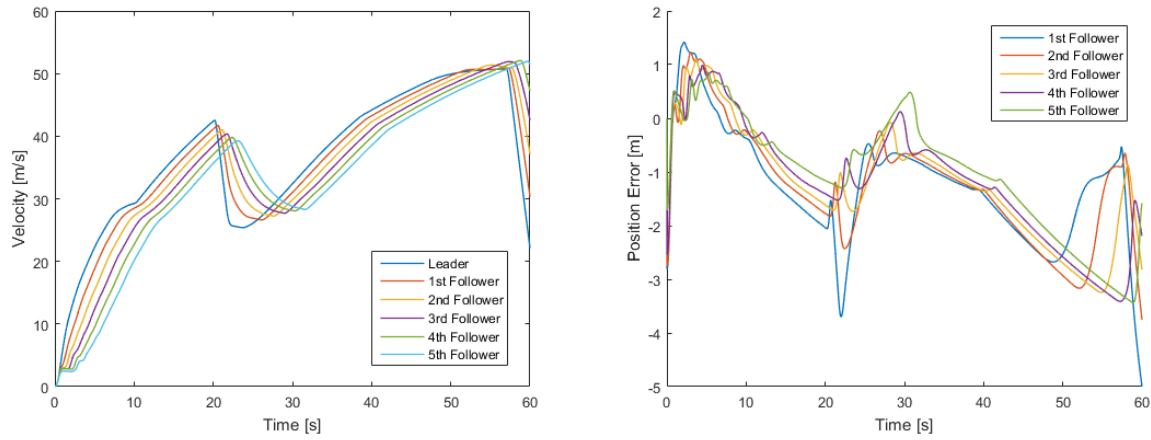 60
50
40
30
20
10
0
Velocity [m/s]
0 10 20 30 40 50 60
Time [s]
Leader
1st Follower
2nd Follower
3rd Follower
4th Follower
5th Follower
2
1
0
-1
-2
-3
-4
-5
Position Error [m]
0 10 20 30 40 50 60
Time [s]
1st Follower
2nd Follower
3rd Follower
4th Follower
5th Follower